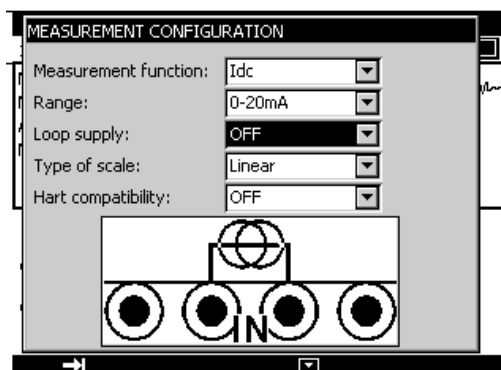 MEASUREMENT CONFIGURATION
Measurement function: Idc
Range: 0-20mA
Loop supply: OFF
Type of scale: Linear
Hart compatibility: OFF
IN